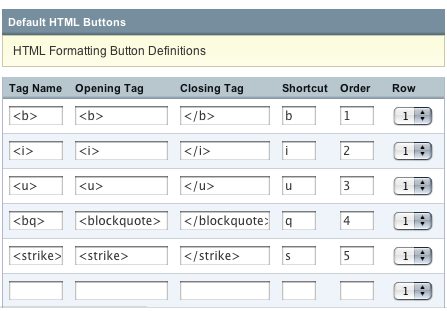 Default HTML Buttons
HTML Formatting Button Definitions
Tag Name Opening Tag Closing Tag Shortcut Order Row
<b> <b> </b> b 1 1
<i> <i> </i> i 2 1
<u> <u> </u> u 3 1
<bq> <blockquote> </blockquote> q 4 1
<strike> <strike> </strike> s 5 1
1